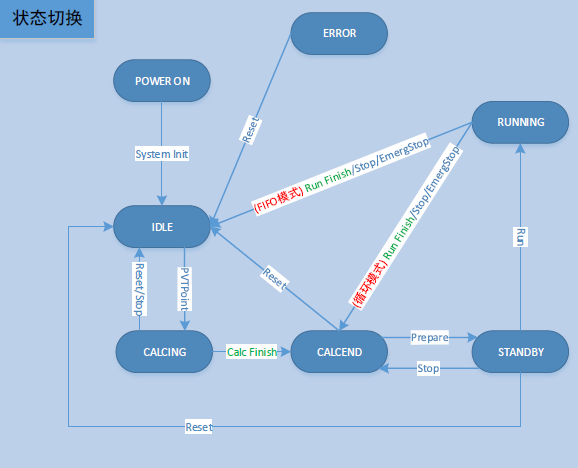 状态切换
ERROR
POWER ON
RUNNING
System Init
Reset
(FIFO模式) Run Finish/Stop/EmergStop
(循环模式) Run Finish/Stop/EmergStop
IDLE
Run
Reset/Stop
PVTPoint
Reset
CALCING
Calc Finish
CALCEND
Prepare
Stop
STANDBY
Reset